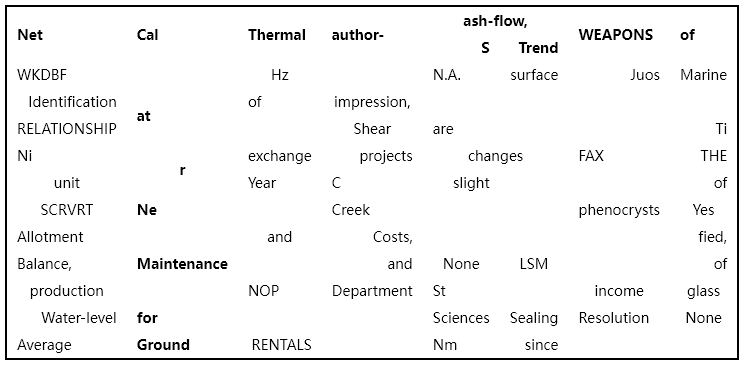 Net Cal Thermal author- ash-flow, WEAPONS of
S Trend
WKDBF Hz N.A. surface Juos Marine
Identification at of impression,
RELATIONSHIP Shear are Ti
Ni r exchange projects changes FAX THE
unit Year C slight of
SCRVRT Ne Creek phenocrysts Yes
Allotment and Costs, fied,
Balance, Maintenance and None LSM of
production NOP Department St income glass
Water-level for Sciences Sealing Resolution None
Average Ground RENTALS Nm since